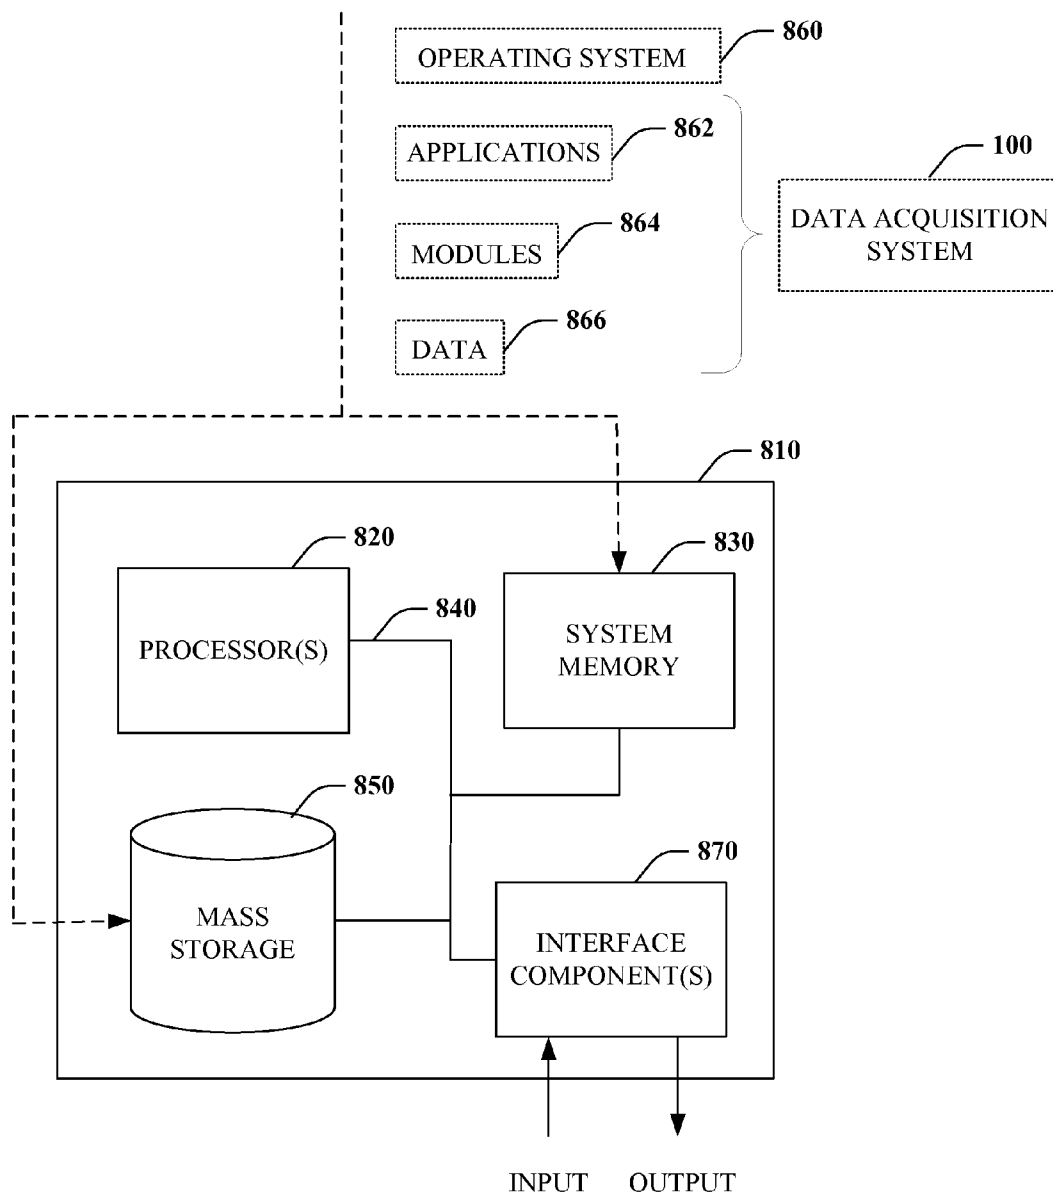 860
OPERATING SYSTEM
862
APPLICATIONS
100
DATA ACQUISITION
SYSTEM
864
MODULES
866
DATA
810
820
PROCESSOR(S)
840
830
SYSTEM
MEMORY
850
MASS
STORAGE
870
INTERFACE
COMPONENT(S)
INPUT
OUTPUT